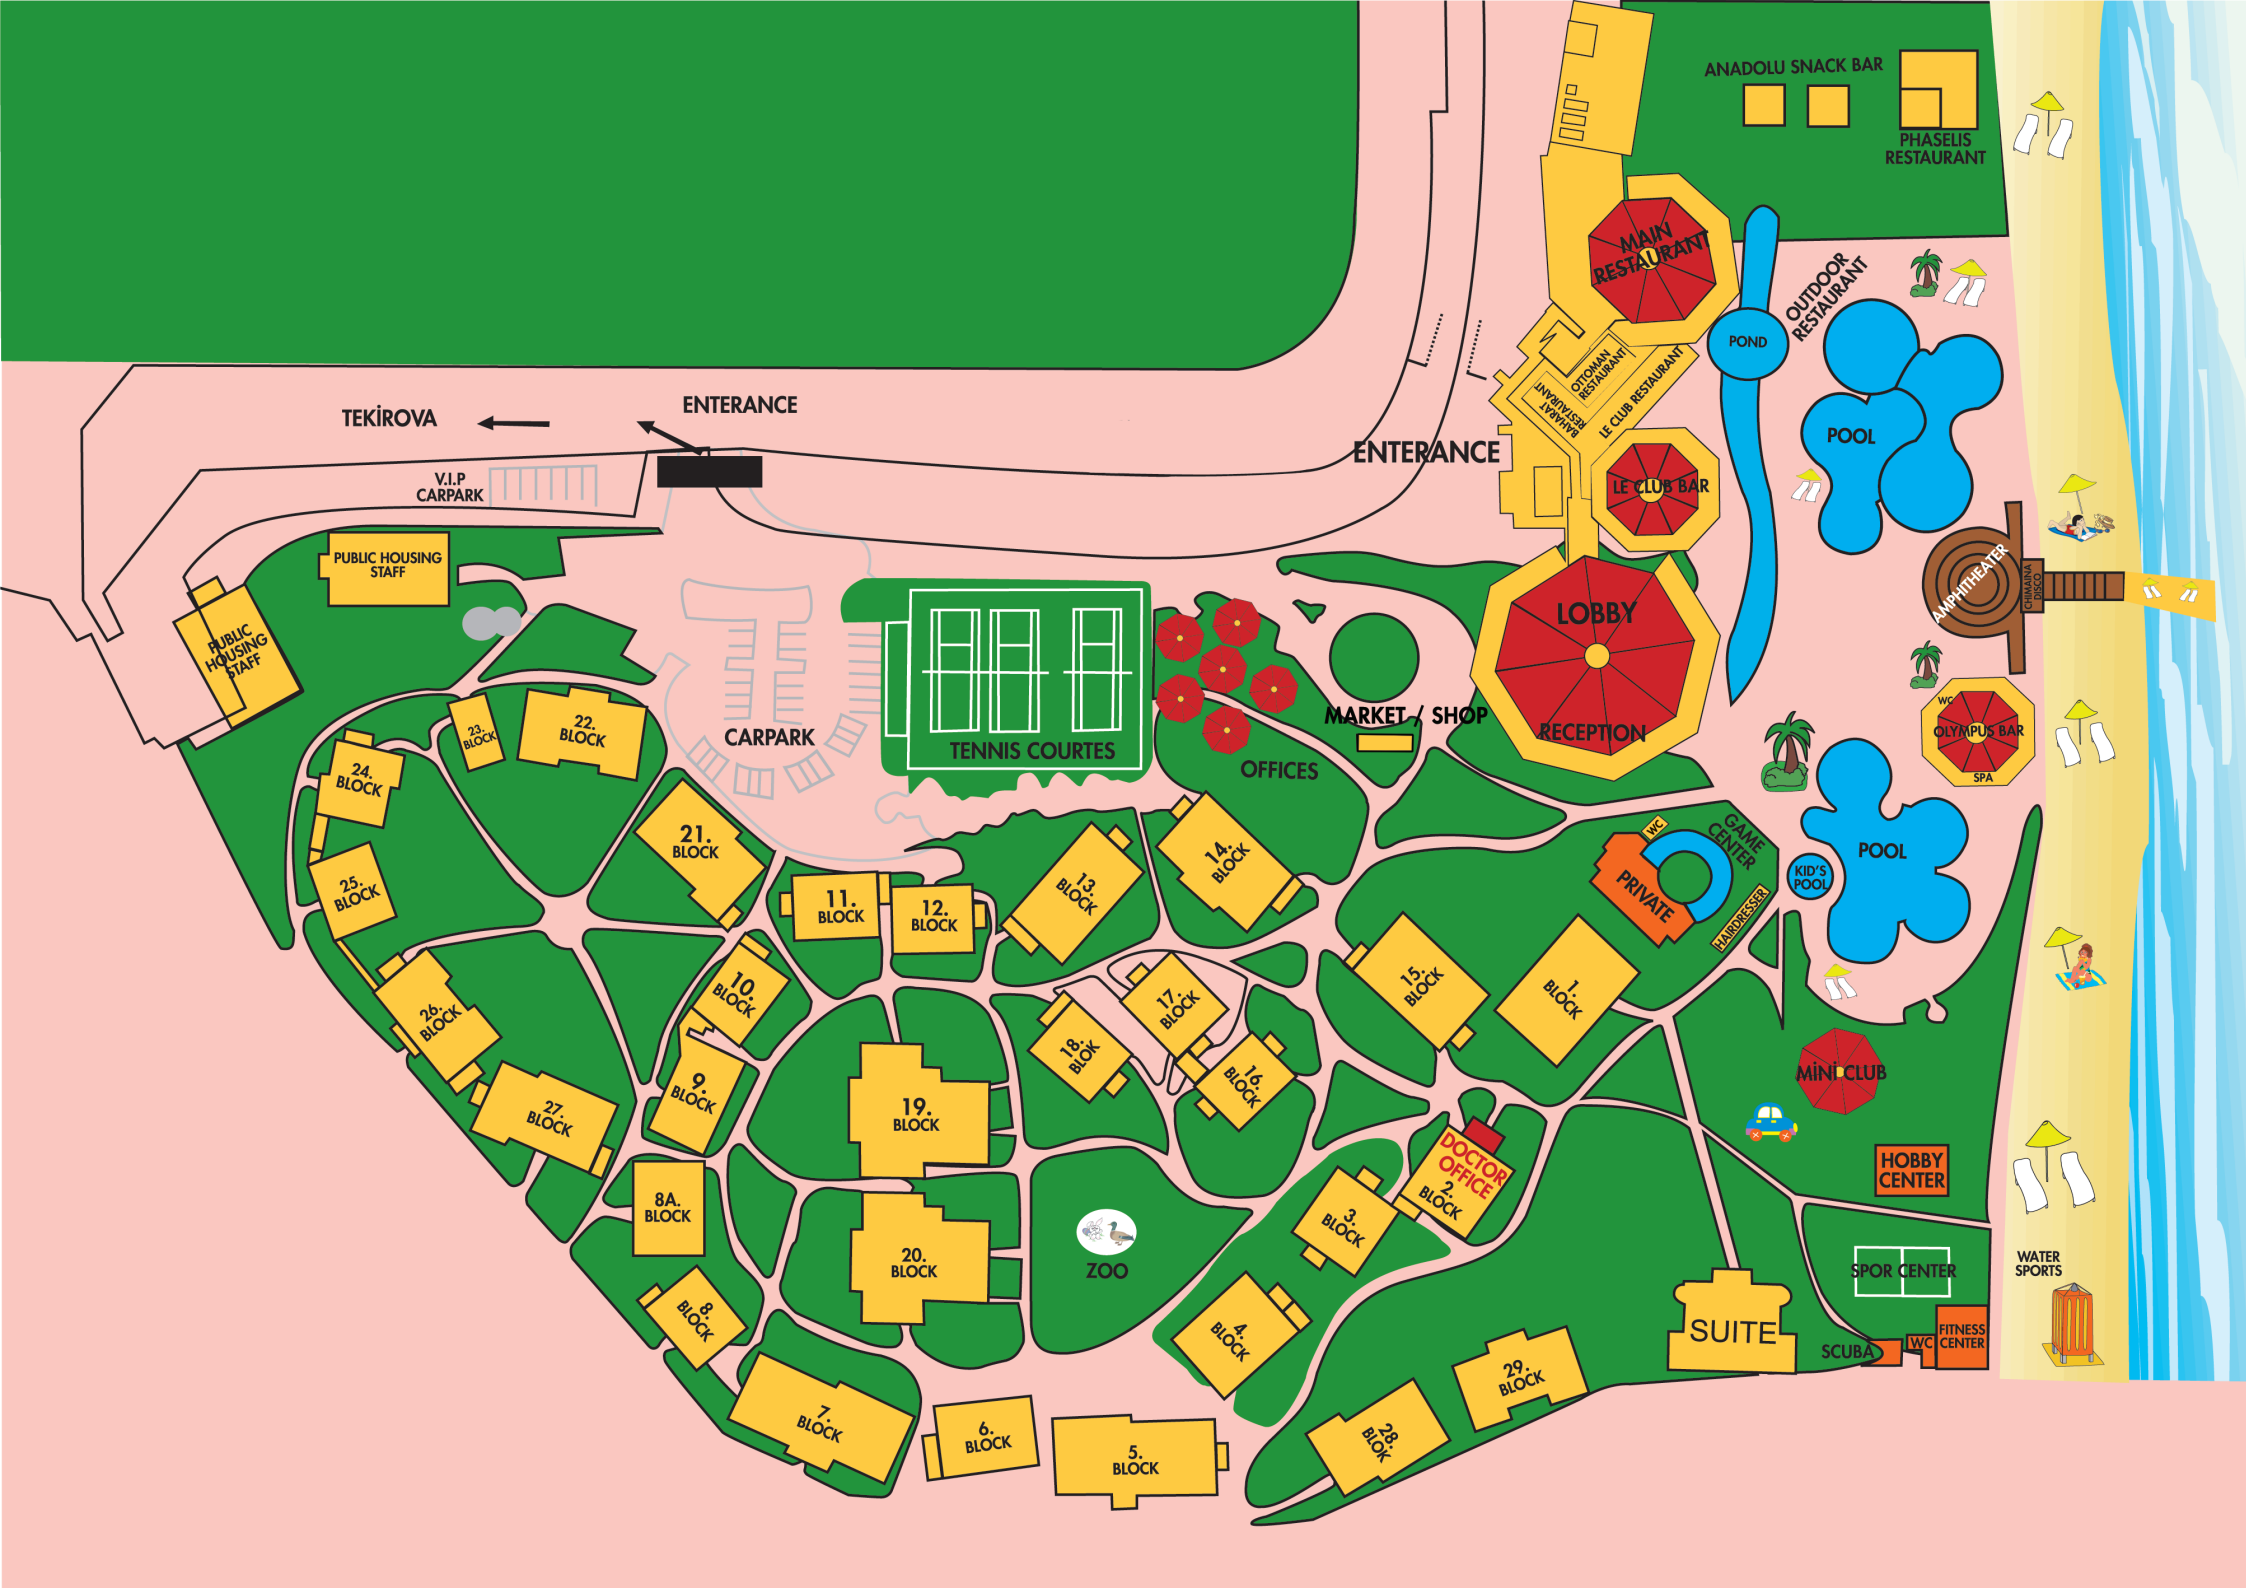 ANADOLU SNACK BAR
PHASELIS
RESTAURANT
MAIN
RESTAURANT
OUTDOOR
RESTAURANT
POND
OTTOMAN
RESTAURANT
BAHARAT
RESTAURANT
LE CLUB RESTAURANT
POOL
TEKİROVA
ENTERANCE
ENTERANCE
V.I.P
CARPARK
LE CLUB BAR
PUBLIC HOUSING
STAFF
PUBLIC
HOUSING
STAFF
AMPHITHEATER
CHIMAINA
DISCO
LOBBY
RECEPTION
MARKET / SHOP
WC
OLYMPUS BAR
SPA
CARPARK
TENNIS COURTES
OFFICES
23.
BLOCK
22.
BLOCK
24.
BLOCK
21.
BLOCK
25.
BLOCK
11.
BLOCK
12.
BLOCK
13.
BLOCK
14.
BLOCK
WC
GAME
CENTER
PRIVATE
HAIRDRESSER
KID'S
POOL
POOL
26.
BLOCK
10.
BLOCK
17.
BLOCK
15.
BLOCK
1.
BLOCK
18.
BLOK
16.
BLOCK
MİNİ CLUB
27.
BLOCK
9.
BLOCK
19.
BLOCK
DOCTOR
OFFICE
2.
BLOCK
HOBBY
CENTER
8A.
BLOCK
20.
BLOCK
ZOO
3.
BLOCK
WATER
SPORTS
SPOR CENTER
8.
BLOCK
4.
BLOCK
SUITE
SCUBA
WC
FITNESS
CENTER
29.
BLOCK
7.
BLOCK
6.
BLOCK
5.
BLOCK
28.
BLOK